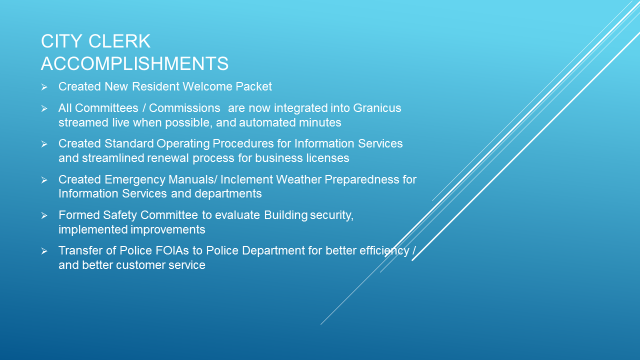 CITY CLERK
ACCOMPLISHMENTS
Created New Resident Welcome Packet
All Committees / Commissions are now integrated into Granicus
streamed live when possible, and automated minutes
Created Standard Operating Procedures for Information Services
and streamlined renewal process for business licenses
Created Emergency Manuals/ Inclement Weather Preparedness for
Information Services and departments
Formed Safety Committee to evaluate Building security,
implemented improvements
Transfer of Police FOIAs to Police Department for better efficiency /
and better customer service